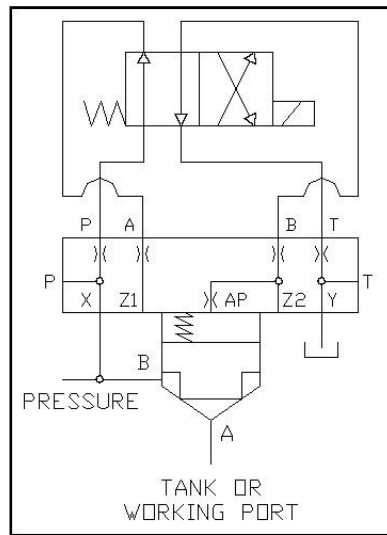 P A B T
P T
X Z1 AP Z2 Y
B
PRESSURE
A
TANK OR
WORKING PORT